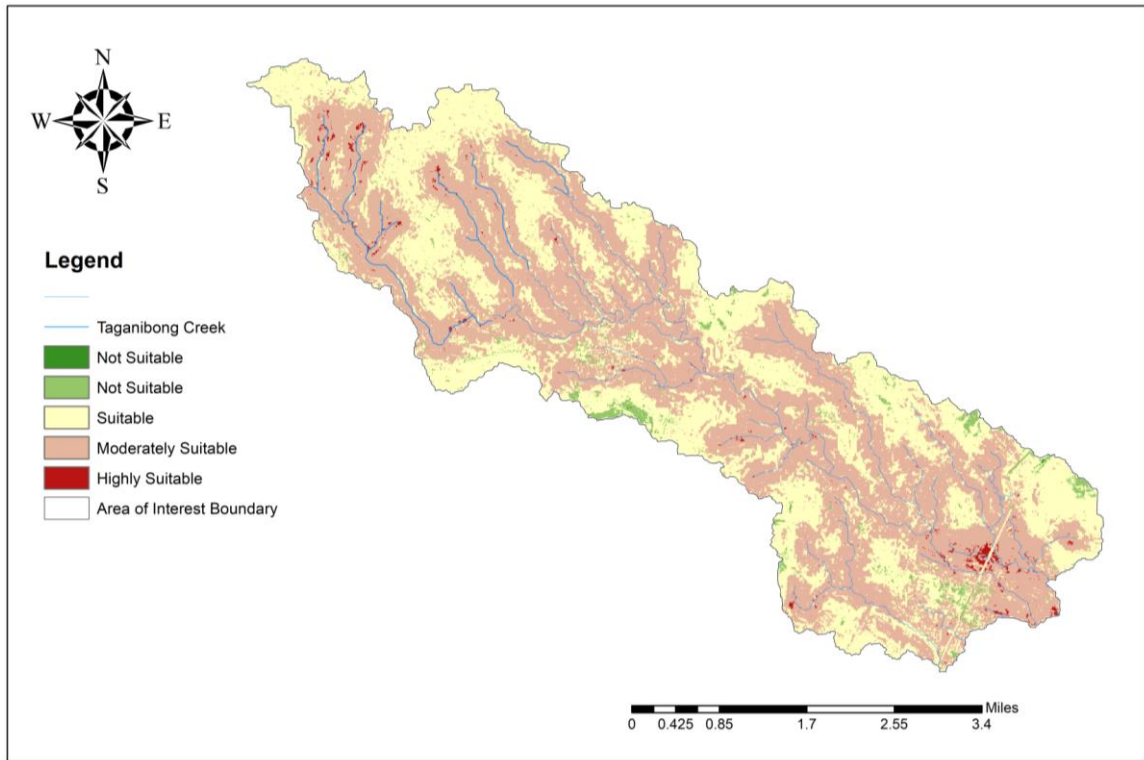 N
W E
S
Legend
Taganibong Creek
Not Suitable
Not Suitable
Suitable
Moderately Suitable
Highly Suitable
Area of Interest Boundary
Miles
0 0.425 0.85 1.7 2.55 3.4